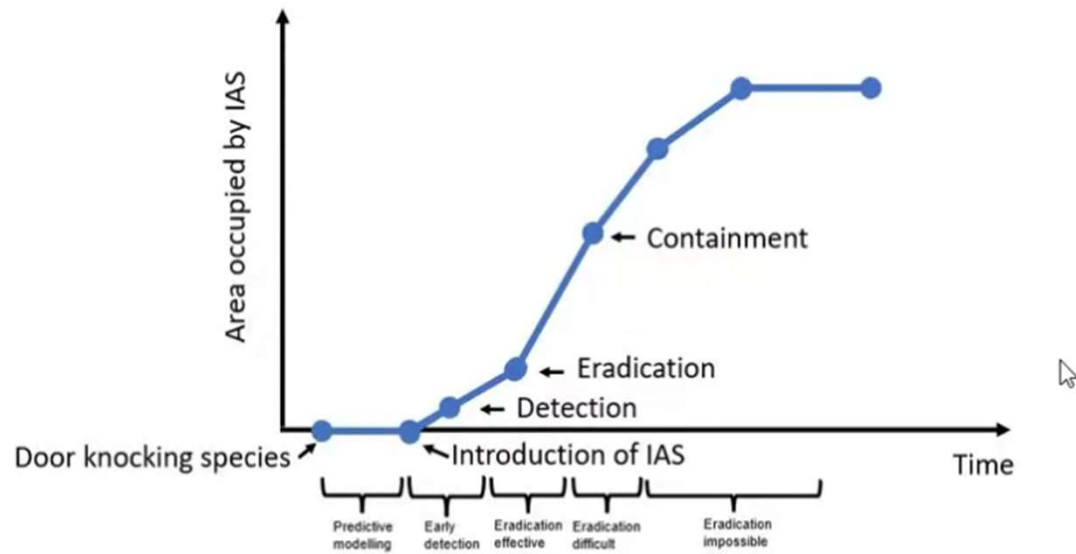 Area occupied by IAS
Containment
Eradication
Detection
Door knocking species
Introduction of IAS
Time
Predictive
modelling
Early
detection
Eradication
effective
Eradication
difficult
Eradication
impossible